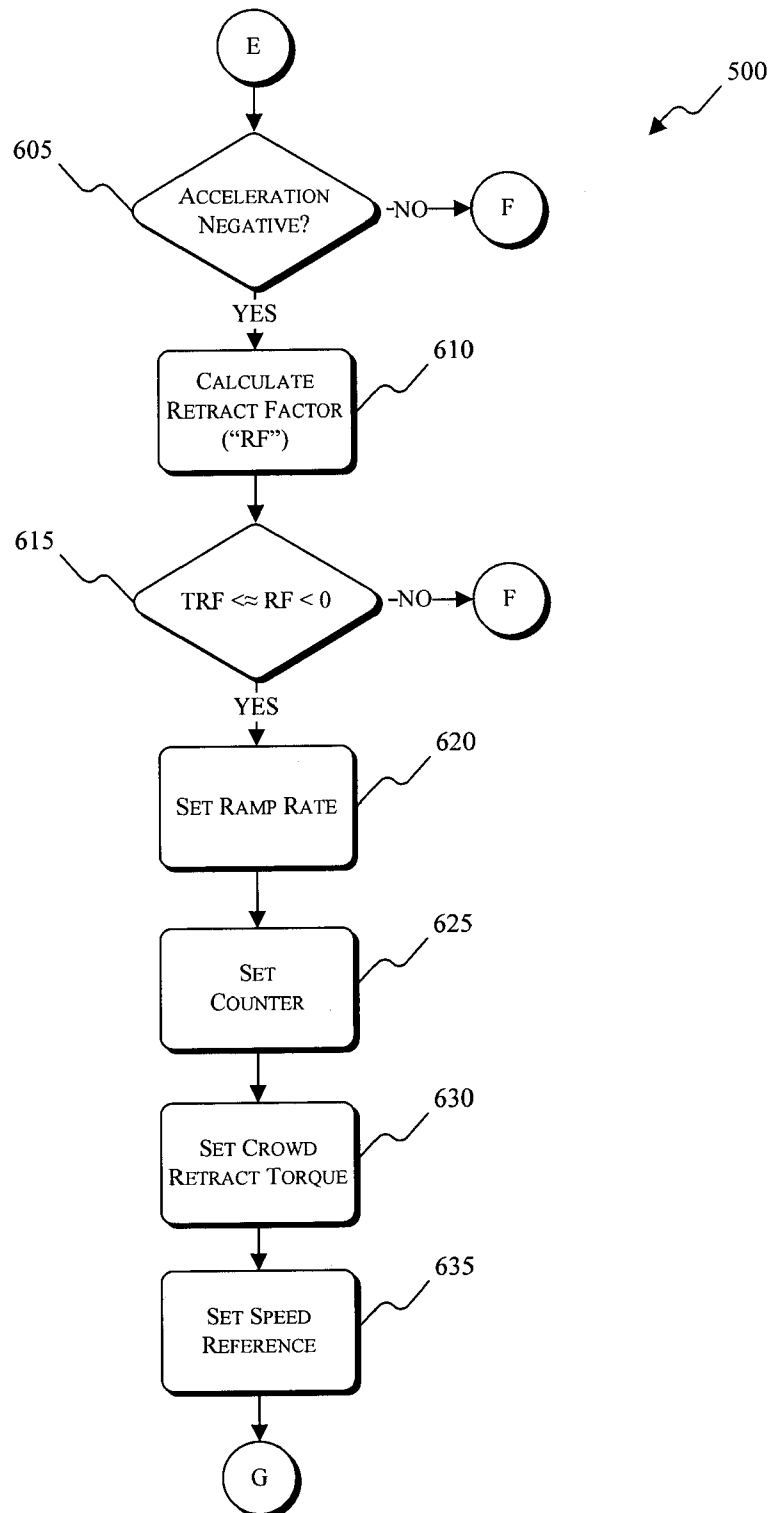 E
500
605
ACCELERATION
NEGATIVE?
NO
F
YES
610
CALCULATE
RETRACT FACTOR
("RF")
615
TRF <≈ RF < 0
NO
F
YES
620
SET RAMP RATE
625
SET
COUNTER
630
SET CROWD
RETRACT TORQUE
635
SET SPEED
REFERENCE
G